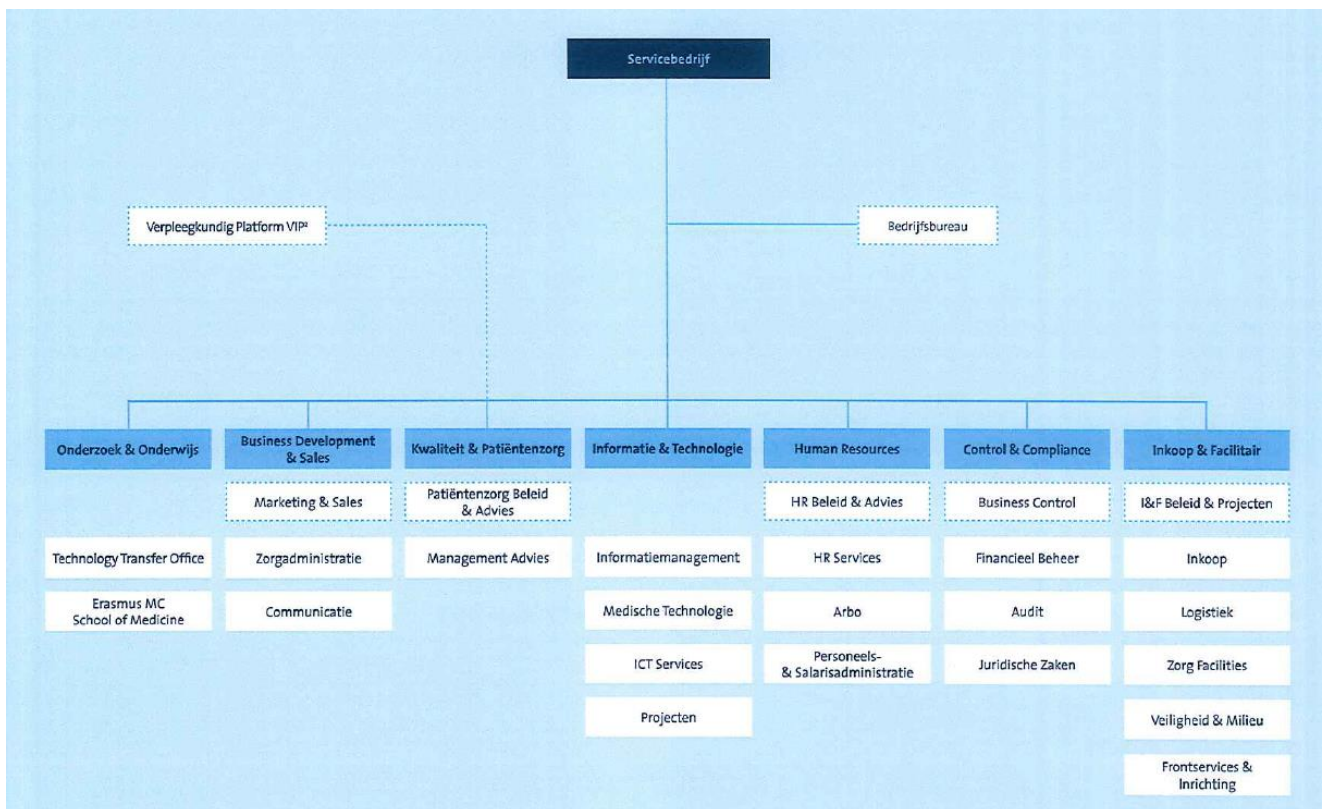 Servicebedrijf
Verpleegkundig Platform VIP²
Bedrijfsbureau
Onderzoek & Onderwijs
Technology Transfer Office
Erasmus MC
School of Medicine
Business Development
& Sales
Marketing & Sales
Zorgadministratie
Communicatie
Kwaliteit & Patiëntenzorg
Patiëntenzorg Beleid
& Advies
Management Advies
Informatie & Technologie
Informatiemanagement
Medische Technologie
ICT Services
Projecten
Human Resources
HR Beleid & Advies
HR Services
Arbo
Personeels-
& Salarisadministratie
Control & Compliance
Business Control
Financieel Beheer
Audit
Juridische Zaken
Inkoop & Facilitair
I&F Beleid & Projecten
Inkoop
Logistiek
Zorg Facilities
Veiligheid & Milieu
Frontservices &
Inrichting